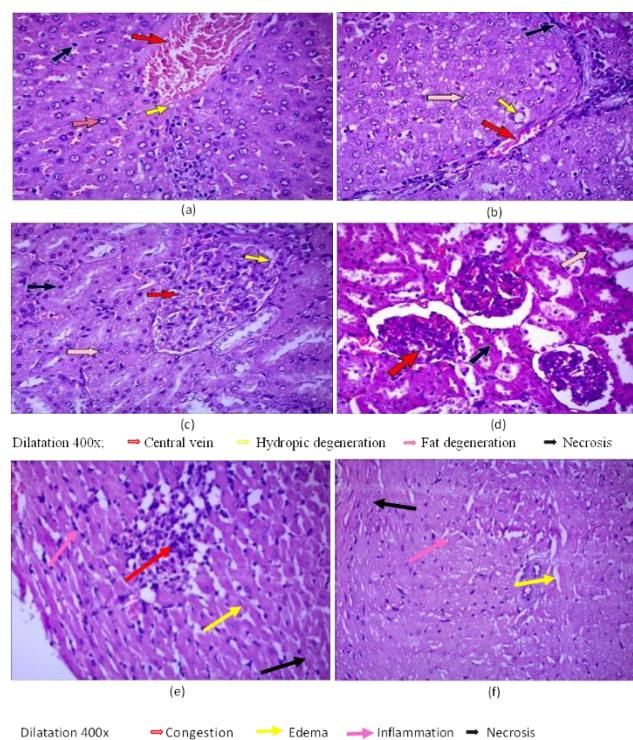 (a) (b)
(c) (d)
Dilatation 400x; Central vein Hydropic degeneration Fat degeneration Necrosis
(e) (f)
Dilatation 400x Congestion Edema Inflammation Necrosis